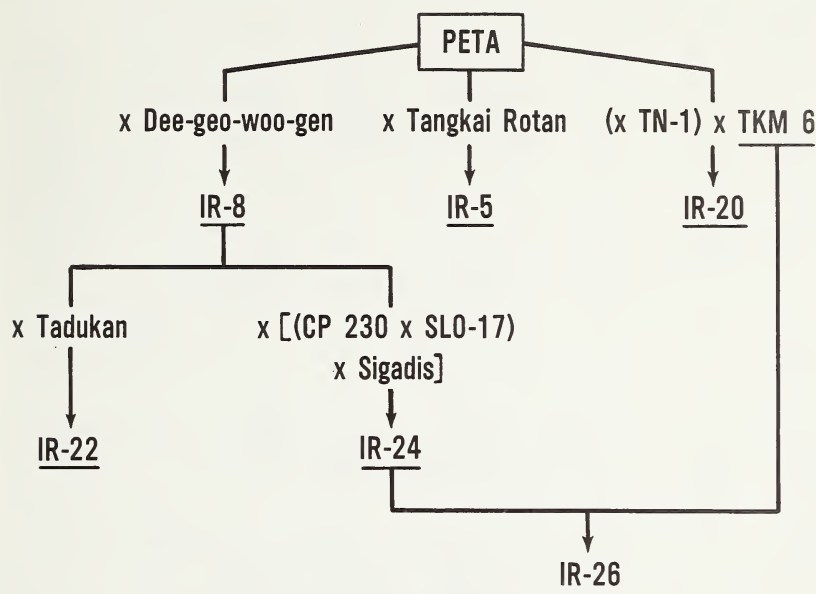 PETA
x Dee-geo-woo-gen x Tangkai Rotan (x TN-1) x TKM 6
IR-8 IR-5 IR-20
x Tadukan x [(CP 230 x SLO-17)
x Sigadis]
IR-22 IR-24
IR-26